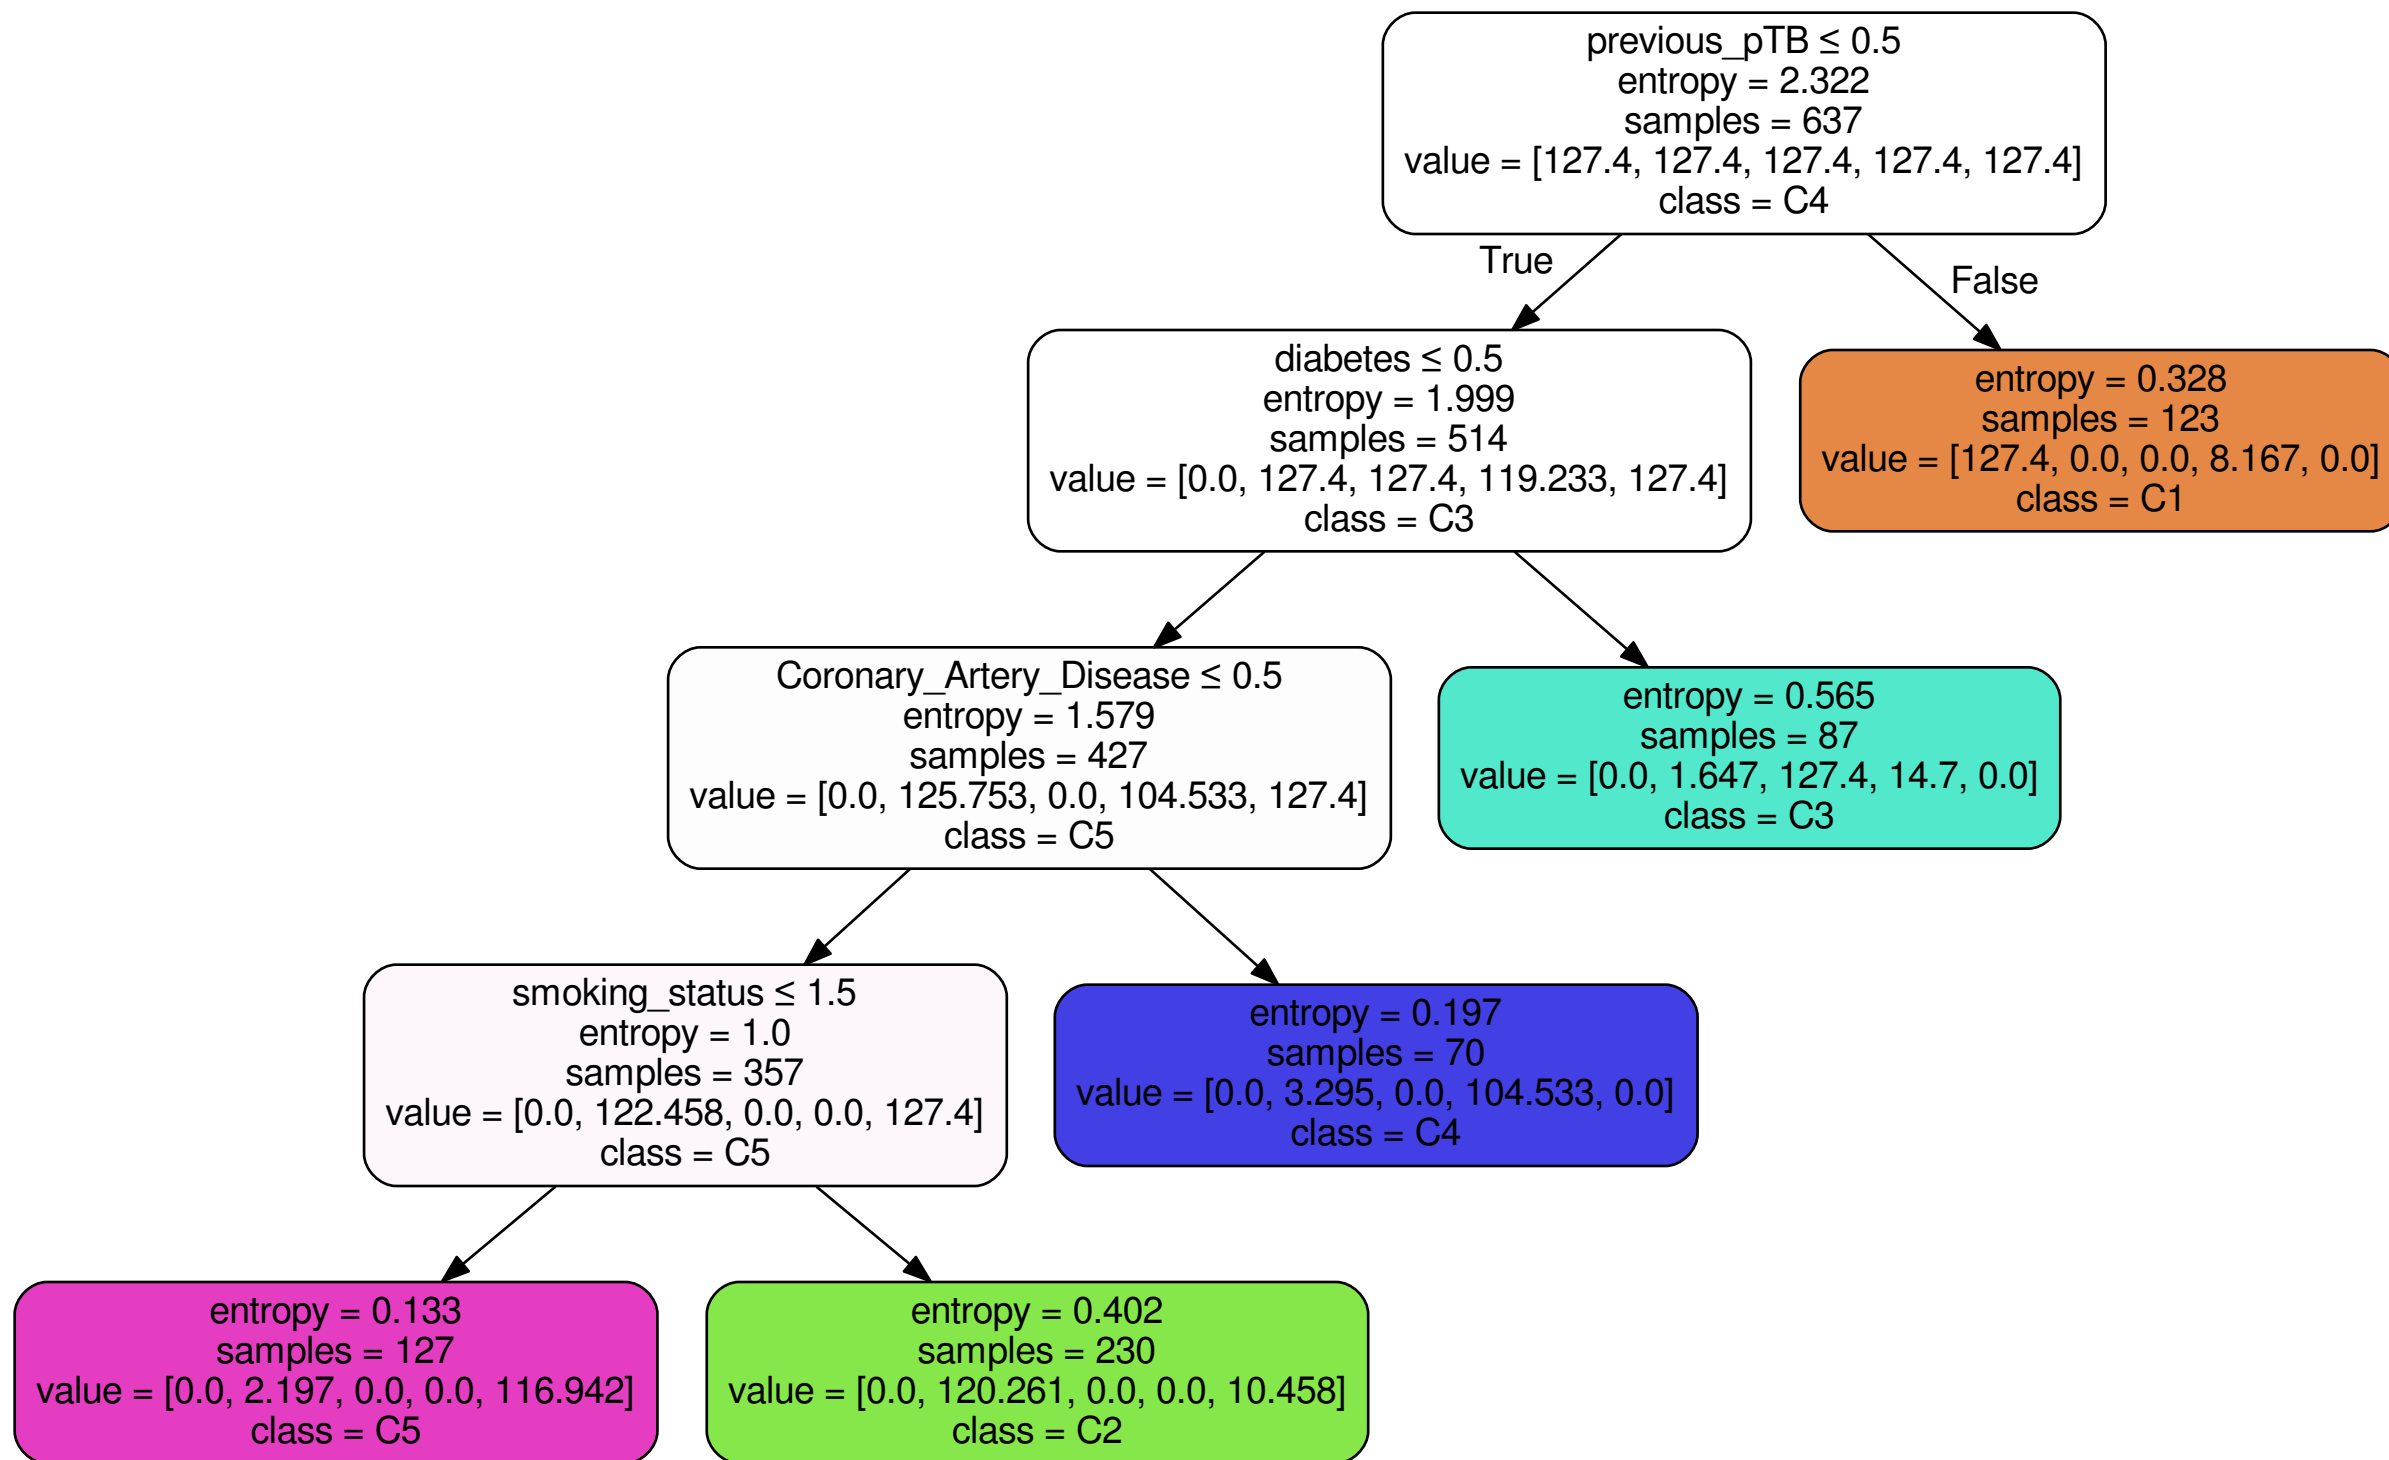 previous_pTB ≤ 0.5
entropy = 2.322
samples = 637
value = [127.4, 127.4, 127.4, 127.4, 127.4]
class = C4
True
False
diabetes ≤ 0.5
entropy = 1.999
samples = 514
value = [0.0, 127.4, 127.4, 119.233, 127.4]
class = C3
entropy = 0.328
samples = 123
value = [127.4, 0.0, 0.0, 8.167, 0.0]
class = C1
Coronary_Artery_Disease ≤ 0.5
entropy = 1.579
samples = 427
value = [0.0, 125.753, 0.0, 104.533, 127.4]
class = C5
entropy = 0.565
samples = 87
value = [0.0, 1.647, 127.4, 14.7, 0.0]
class = C3
smoking_status ≤ 1.5
entropy = 1.0
samples = 357
value = [0.0, 122.458, 0.0, 0.0, 127.4]
class = C5
entropy = 0.197
samples = 70
value = [0.0, 3.295, 0.0, 104.533, 0.0]
class = C4
entropy = 0.133
samples = 127
value = [0.0, 2.197, 0.0, 0.0, 116.942]
class = C5
entropy = 0.402
samples = 230
value = [0.0, 120.261, 0.0, 0.0, 10.458]
class = C2